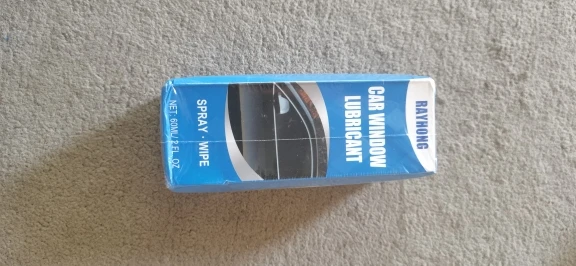 RAYHONG
CAR WINDOW
LUBRICANT
SPRAY · WIPE
NET. 60ML/2 FL. OZ